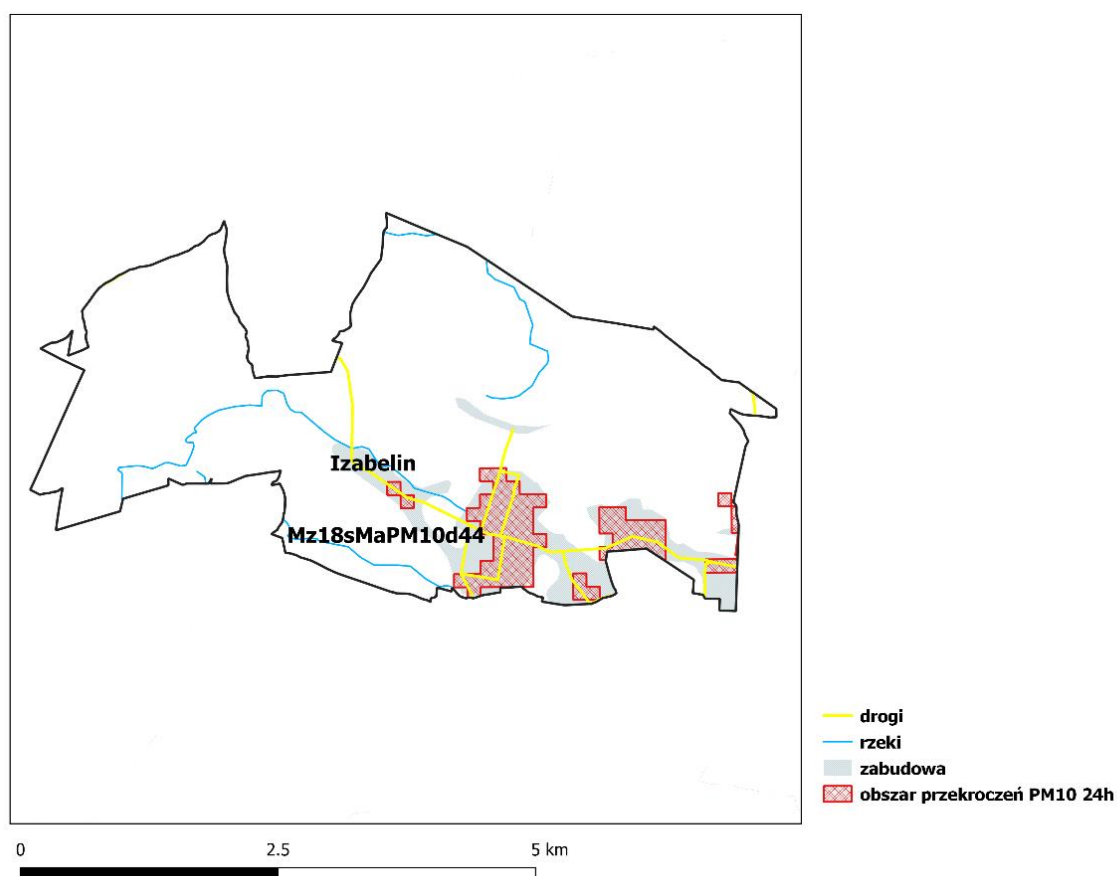 Izabelin
Mz18sMaPM10d44
drogi
rzeki
zabudowa
obszar przekroczeń PM10 24h
0 2.5 5 km